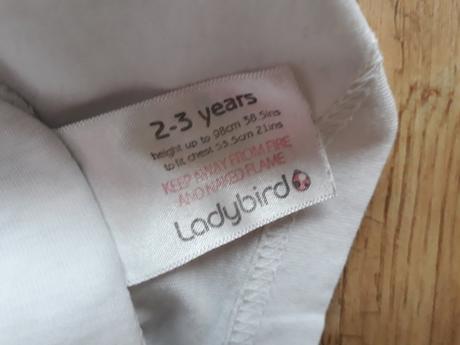 2-3 years
height up to 98cm 38.5ins
to fit chest 53.5cm 21ins
KEEP AWAY FROM FIRE
AND NAKED FLAME
Ladybird